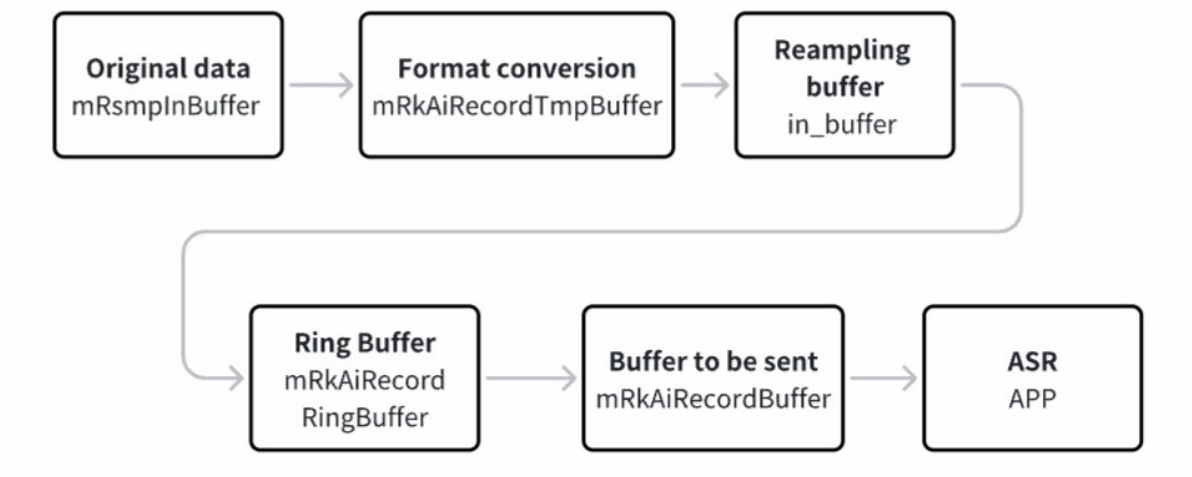 Original data
mRsmpInBuffer
Format conversion
mRkAiRecordTmpBuffer
Reampling
buffer
in_buffer
Ring Buffer
mRkAiRecord
RingBuffer
Buffer to be sent
mRkAiRecordBuffer
ASR
APP